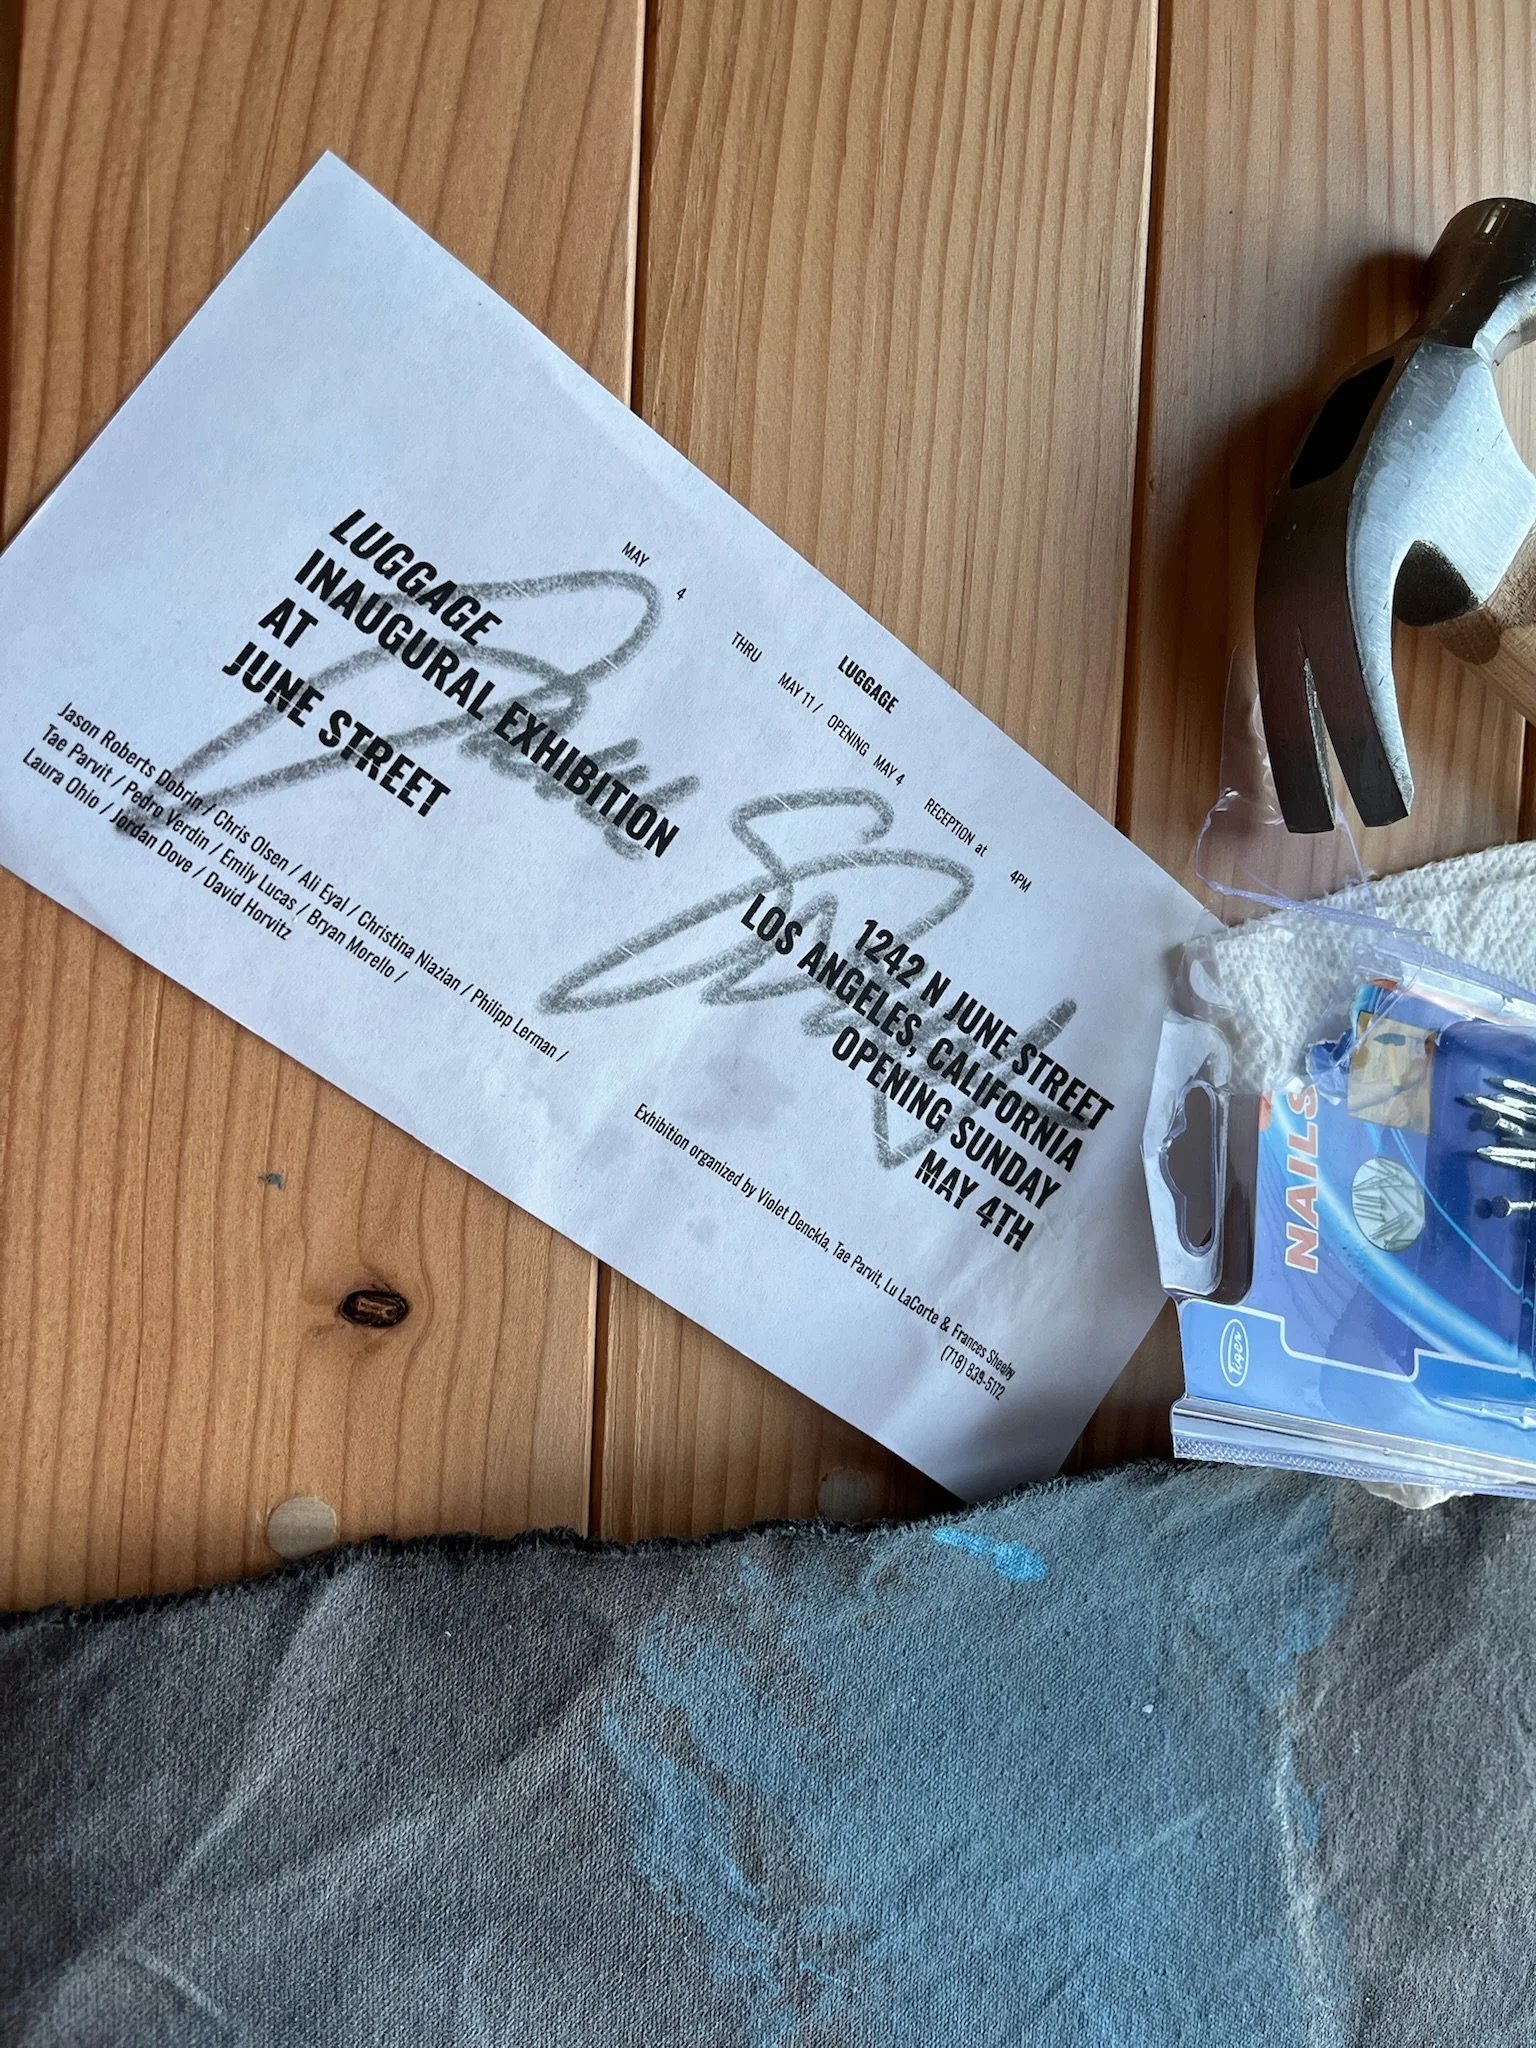 LUGGAGE
INAUGURAL EXHIBITION
AT
JUNE STREET
Jason Roberts Dobrin / Chris Olsen / Ali Eyal / Christina Niazian / Philipp Lerman /
Tae Parvit / Pedro Verdin / Emily Lucas / Bryan Morello /
Laura Ohio / Jordan Dove / David Horvitz
MAY 4 THRU MAY 11 / OPENING MAY 4 RECEPTION at 4PM
LUGGAGE
1242 N JUNE STREET
LOS ANGELES, CALIFORNIA
OPENING SUNDAY
MAY 4TH
Exhibition organized by Violet Denckla, Tae Parvit, Lu LaCorte & Frances Sheehy
(718) 839-5172
June Street
NAILS
Tiger